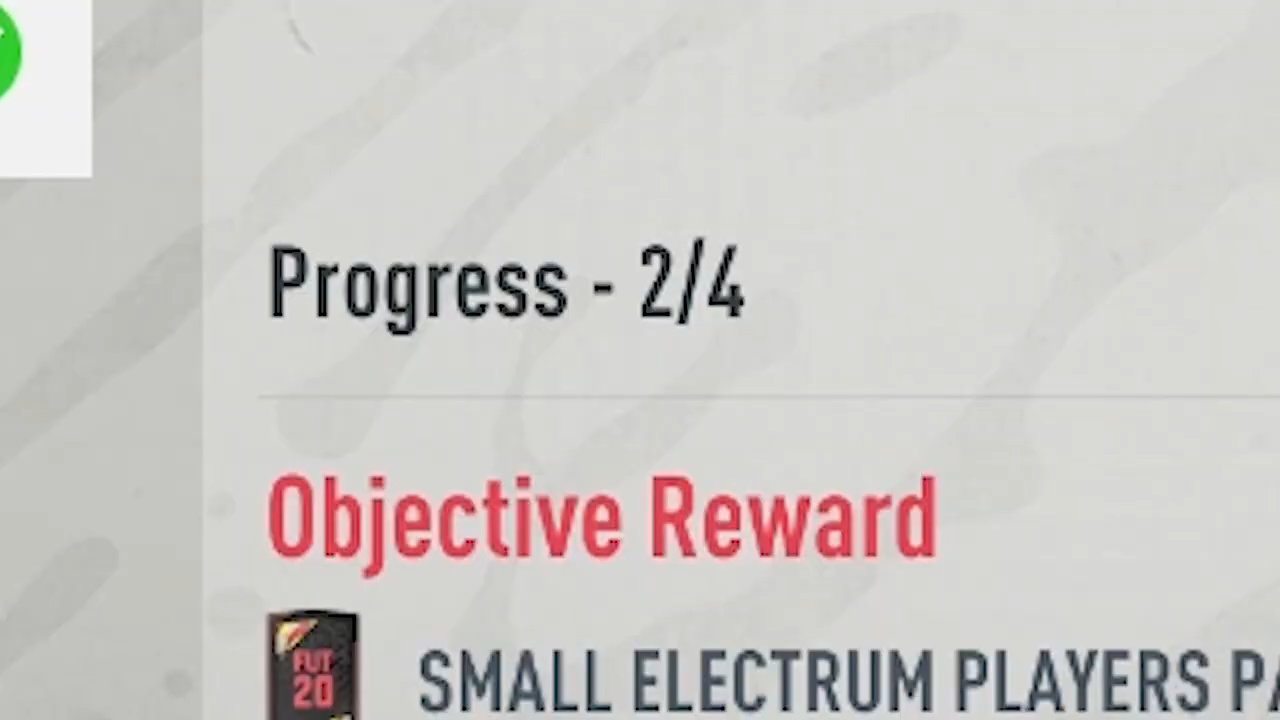 Progress - 2/4
Objective Reward
FUT
20
SMALL ELECTRUM PLAYERS